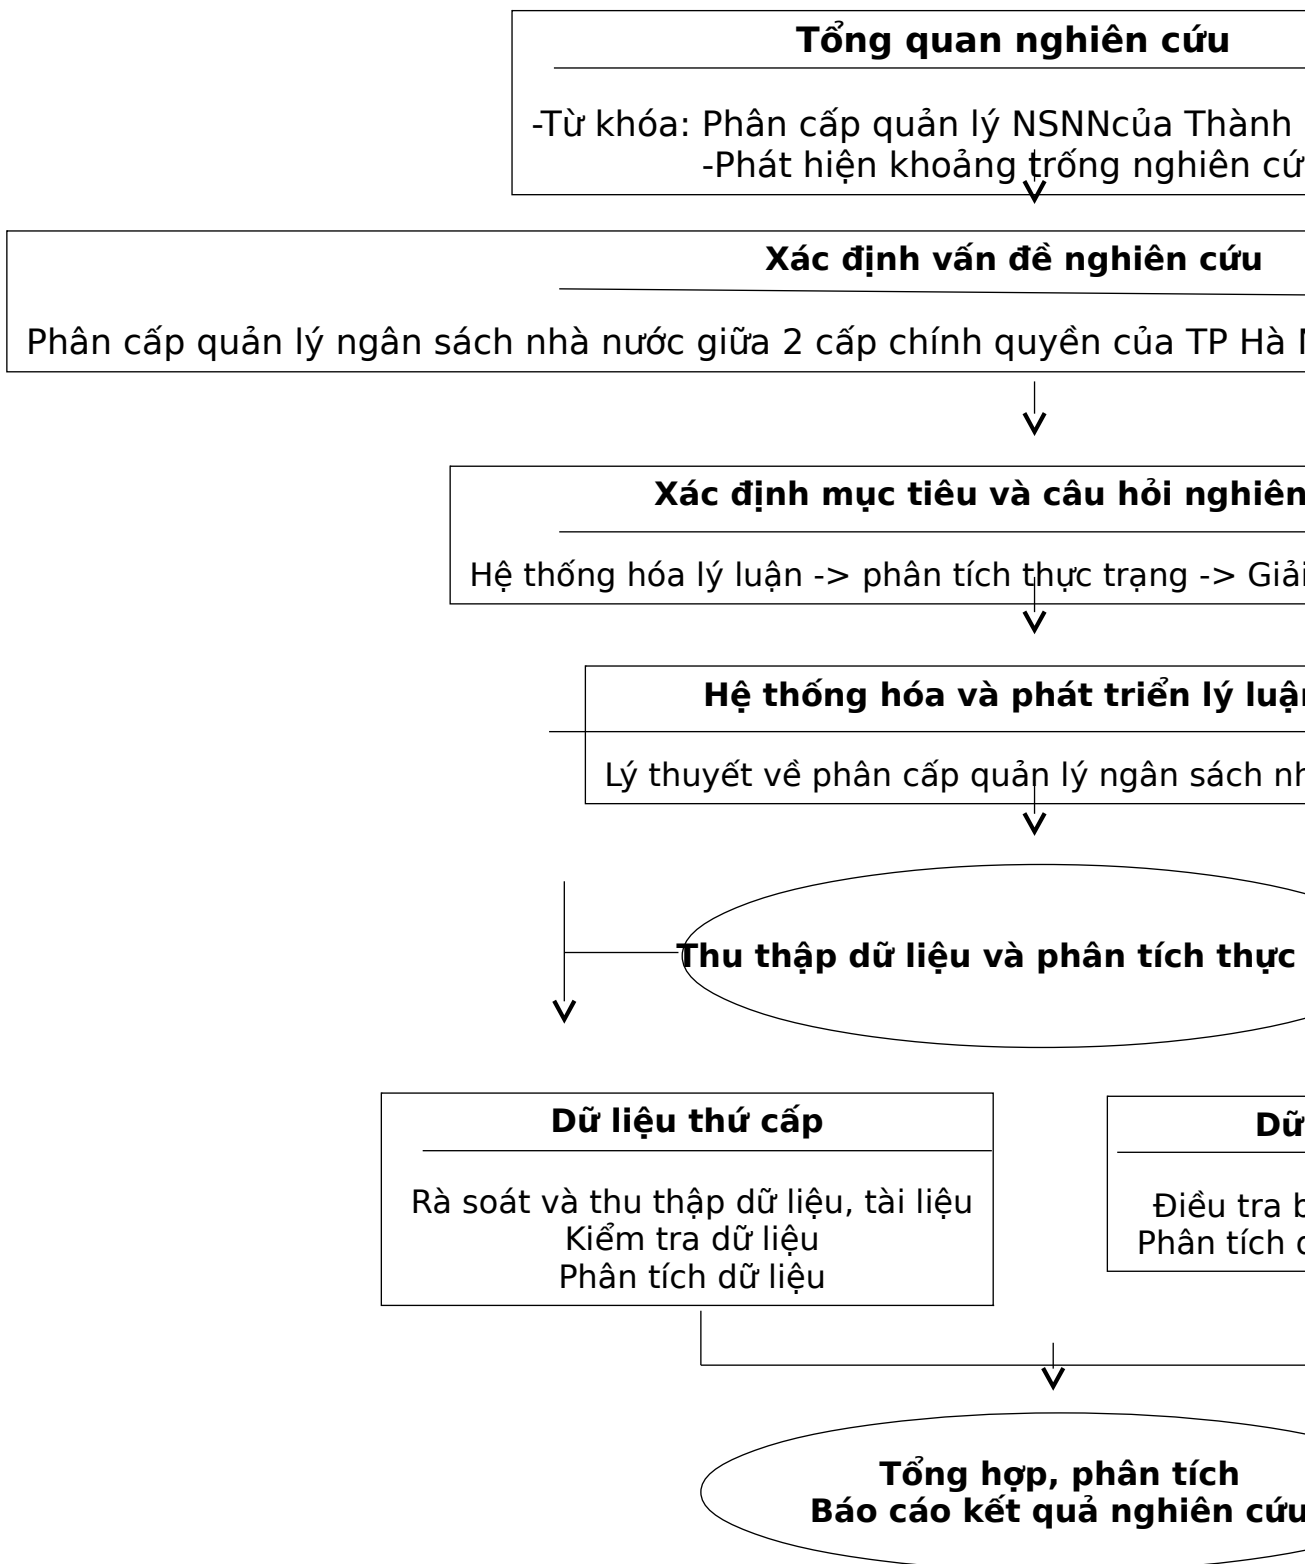 Tổng quan nghiên cứu
-Từ khóa: Phân cấp quản lý NSNNcủa Thành
-Phát hiện khoảng trống nghiên
Xác định vấn đề nghiên cứu
Phân cấp quản lý ngân sách nhà nước giữa 2 cấp chính quyền của TP Hà
Xác định mục tiêu và câu hỏi nghiên
Hệ thống hóa lý luận -> phân tích thực trạng -> Giải
Hệ thống hóa và phát triển lý
Lý thuyết về phân cấp quản lý ngân sách
Thu thập dữ liệu và phân tích thực
Dữ liệu thứ cấp
Rà soát và thu thập dữ liệu, tài liệu
Kiểm tra dữ liệu
Phân tích dữ liệu
Dữ
Điều tra
Phân tích
Tổng hợp, phân tích
Báo cáo kết quả nghiên cứu